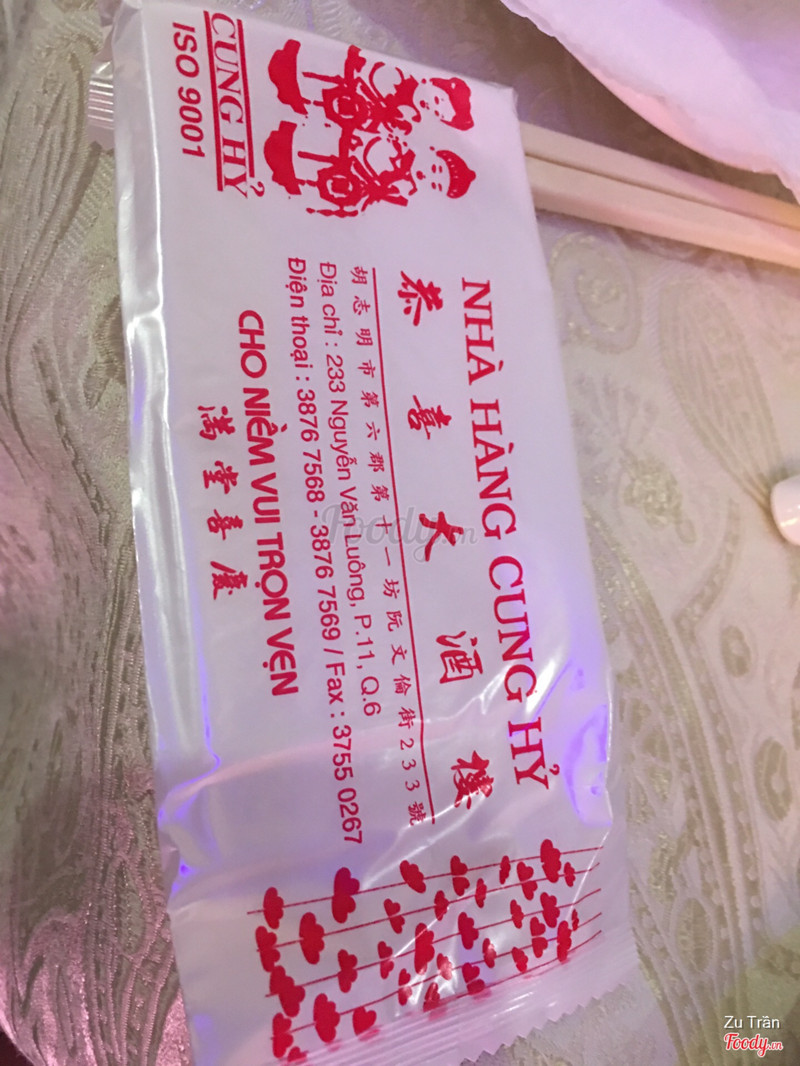 CUNG HỶ
ISO 9001
NHÀ HÀNG CUNG HỶ
恭喜大酒樓
胡志明市第六郡第十一坊阮文倫街233號
Địa chỉ : 233 Nguyễn Văn Luông, P.11, Q.6
Điện thoại : 3876 7568 - 3876 7569 / Fax : 3755 0267
CHO NIỀM VUI TRỌN VẸN
滿堂喜慶
Foody.vn
Zu Trần
Foody.vn